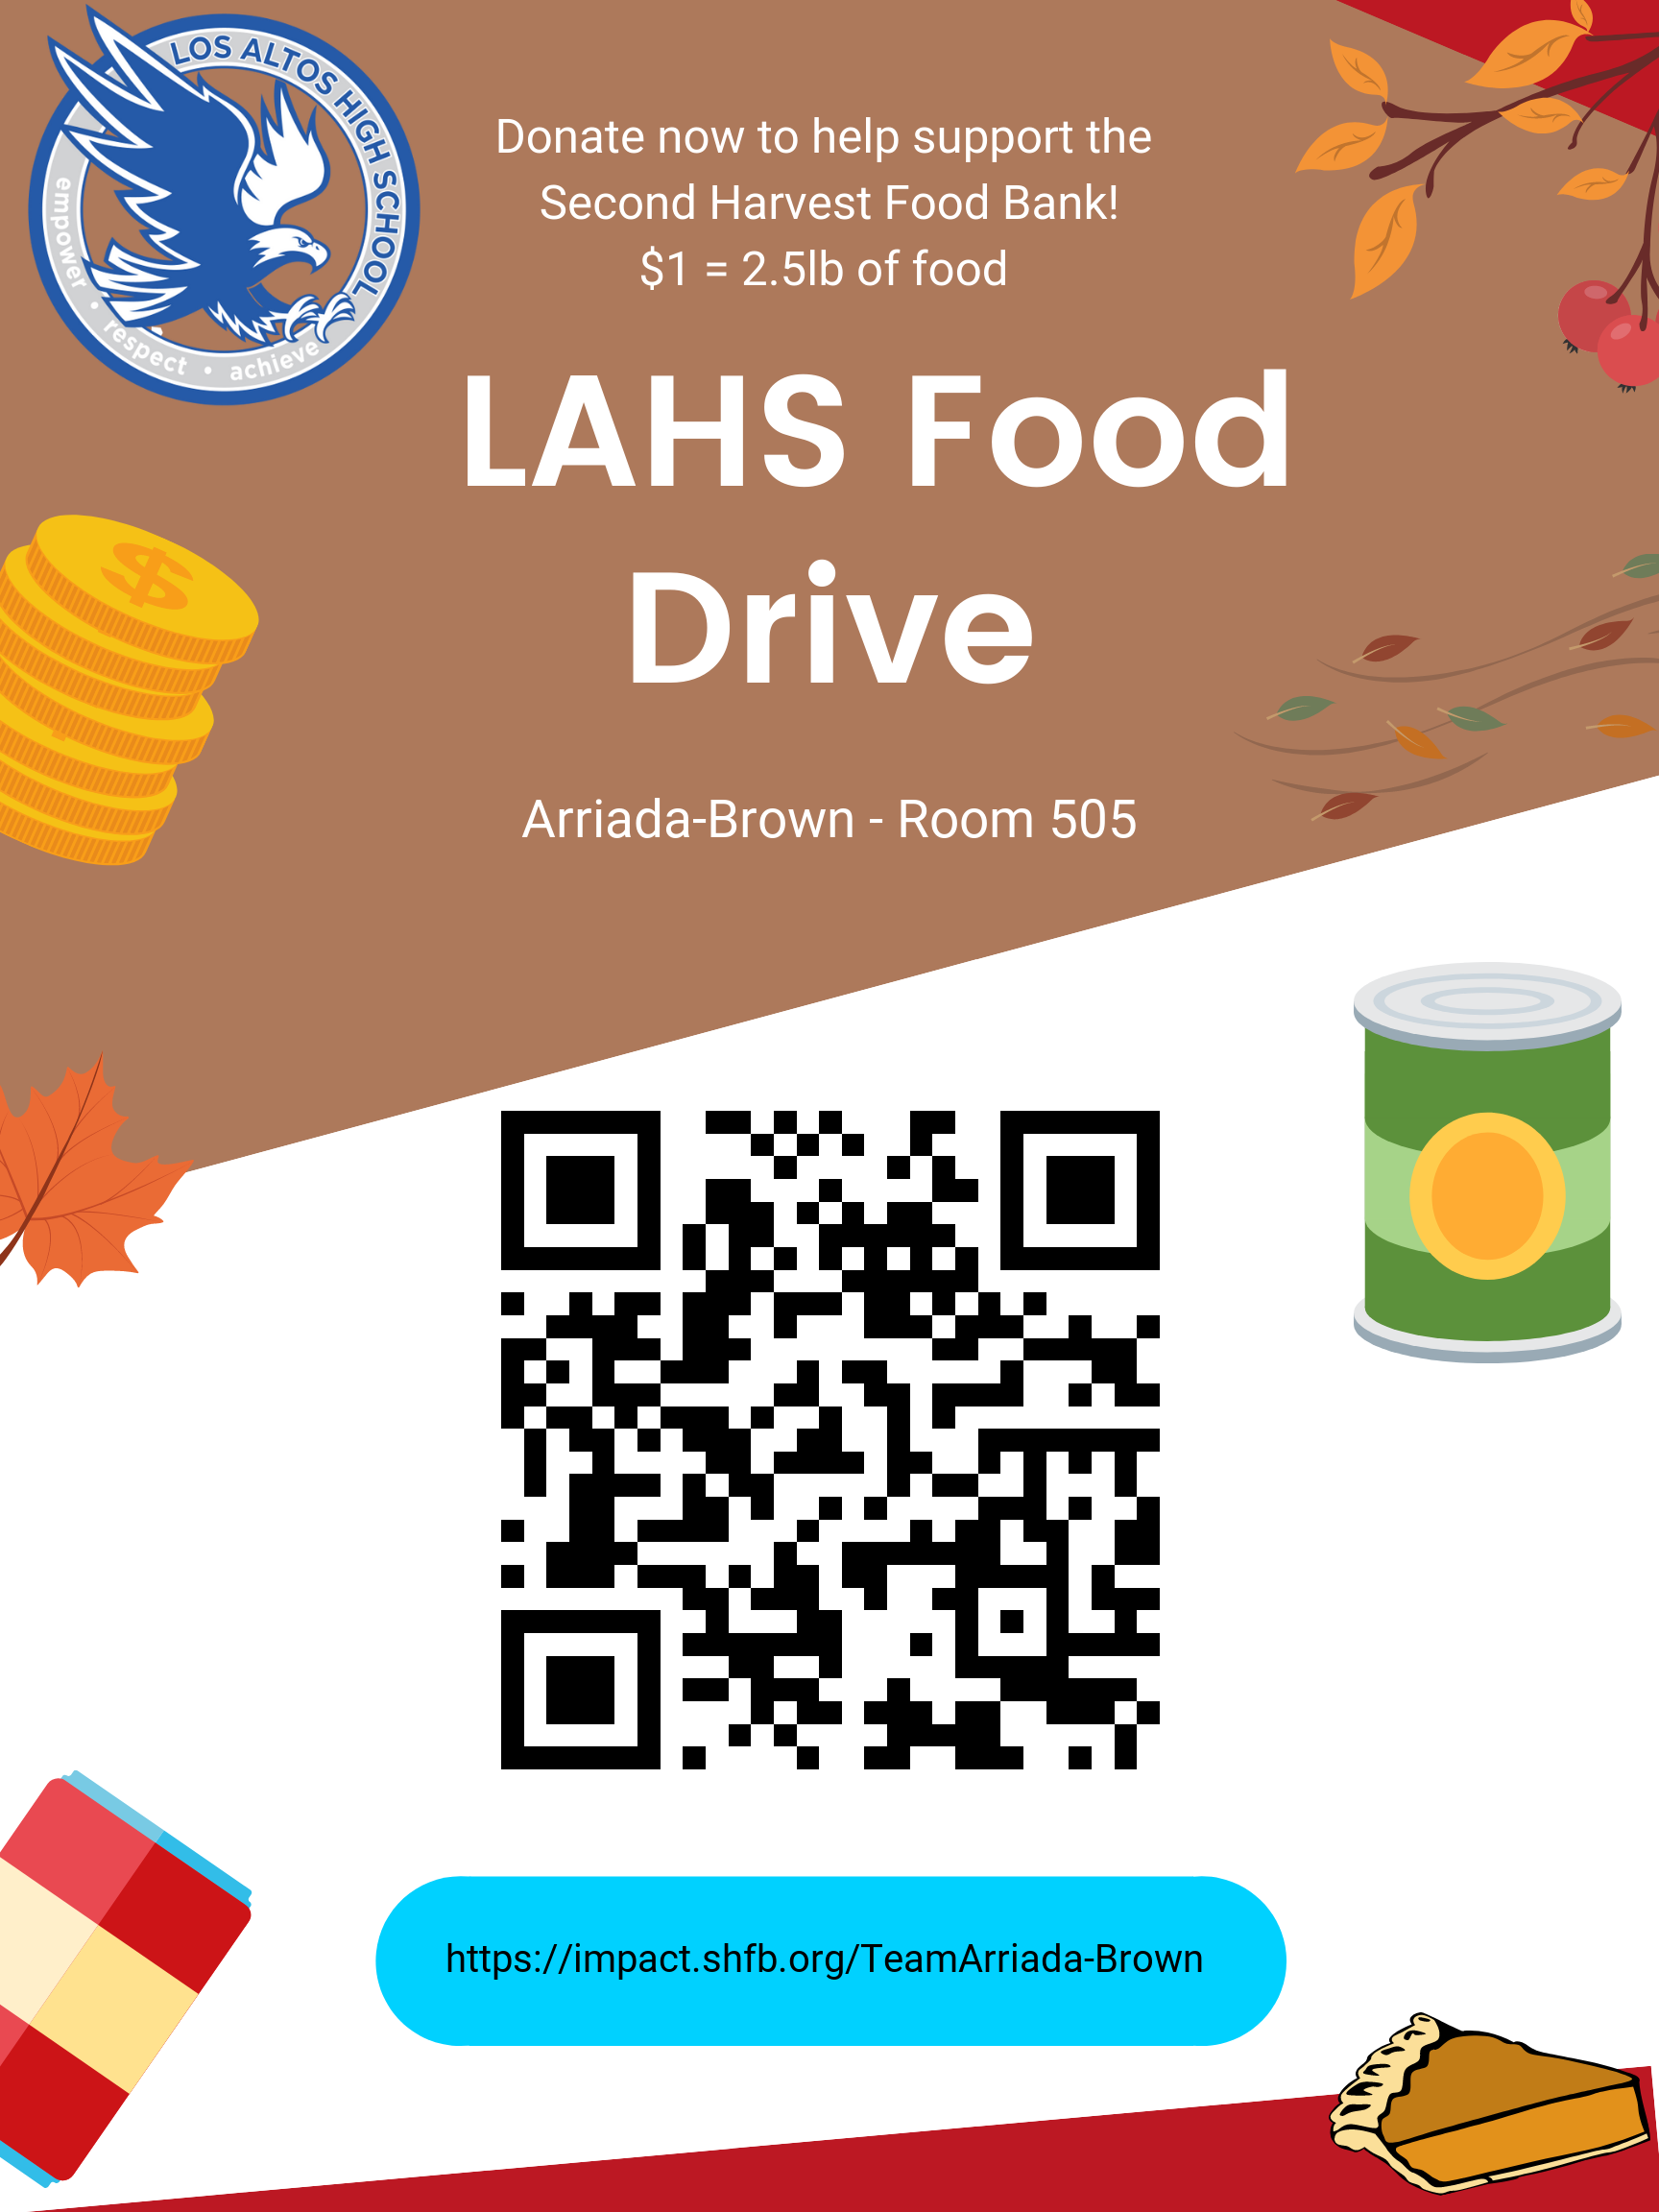 LOS ALTOS HIGH SCHOOL
empower • respect • achieve
Donate now to help support the
Second Harvest Food Bank!
$1 = 2.5lb of food
LAHS Food
Drive
$
Arriada-Brown - Room 505
https://impact.shfb.org/TeamArriada-Brown